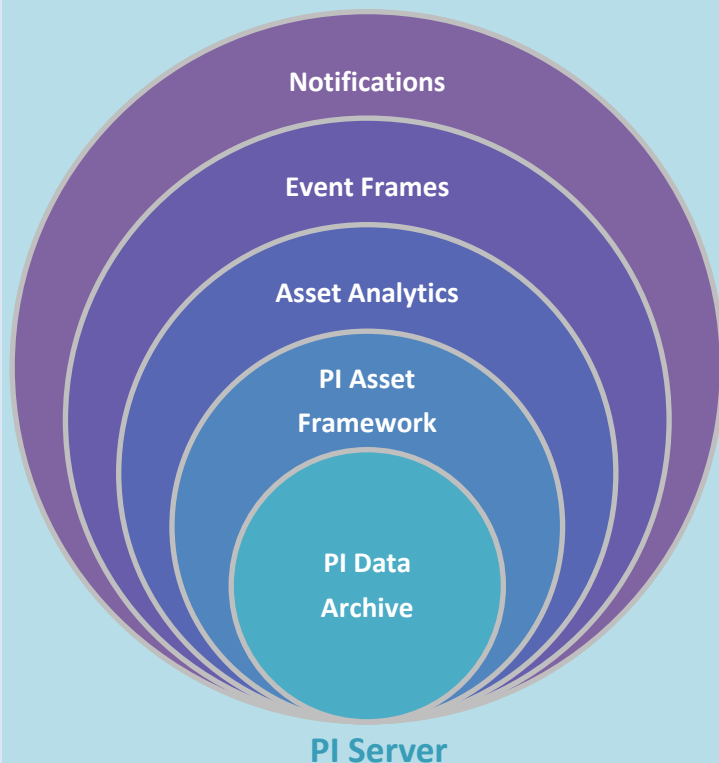 Notifications
Event Frames
Asset Analytics
PI Asset
Framework
PI Data
Archive
PI Server